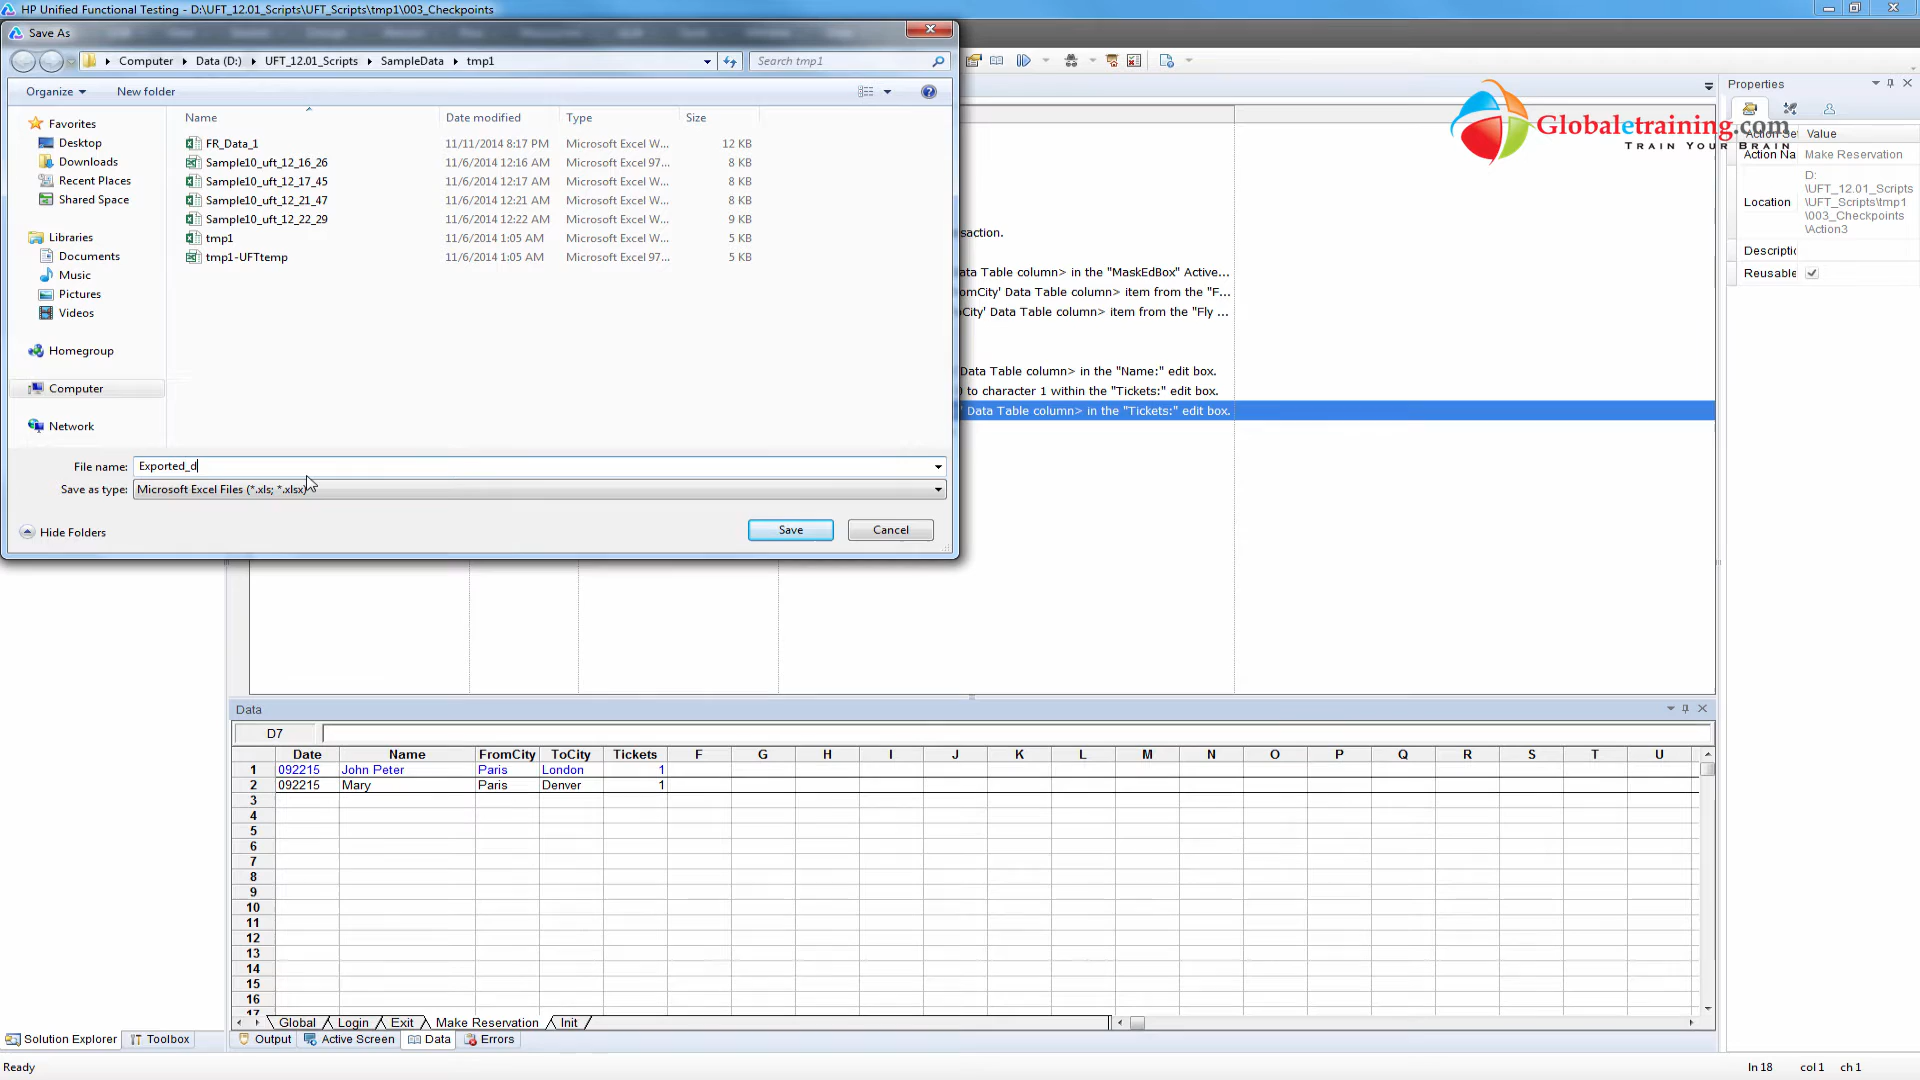 HP Unified Functional Testing - D:\UFT_12.01_Scripts\UFT_Scripts\tmp1\003_Checkpoints
Save As
Computer
Data (D:)
UFT_12.01_Scripts
SampleData
tmp1
Search tmp1
Organize
New folder
Name
Date modified
Type
Size
Favorites
Desktop
Downloads
Recent Places
Shared Space
Libraries
Documents
Music
Pictures
Videos
Homegroup
Computer
Network
FR_Data_1 11/11/2014 8:17 PM Microsoft Excel W... 12 KB
Sample10_uft_12_16_26 11/6/2014 12:16 AM Microsoft Excel 97... 8 KB
Sample10_uft_12_17_45 11/6/2014 12:17 AM Microsoft Excel W... 8 KB
Sample10_uft_12_21_47 11/6/2014 12:21 AM Microsoft Excel W... 8 KB
Sample10_uft_12_22_29 11/6/2014 12:22 AM Microsoft Excel W... 9 KB
tmp1 11/6/2014 1:05 AM Microsoft Excel W... 5 KB
tmp1-UFTtemp 11/6/2014 1:05 AM Microsoft Excel 97... 5 KB
File name: Exported_d
Save as type: Microsoft Excel Files (*.xls; *.xlsx)
Hide Folders
Save
Cancel
saction.
ata Table column> in the "MaskEdBox" Active...
omCity' Data Table column> item from the "F...
oCity' Data Table column> item from the "Fly ...
Data Table column> in the "Name:" edit box.
0 to character 1 within the "Tickets:" edit box.
' Data Table column> in the "Tickets:" edit box.
Globaletraining.com
TRAIN YOUR BRAIN
Properties
Action Se Value
Action Na Make Reservation
Location D:
\UFT_12.01_Scripts
\UFT_Scripts\tmp1
\003_Checkpoints
\Action3
Descriptic
Reusable
Data
D7
Date Name FromCity ToCity Tickets F G H I J K L M N O P Q R S T U
1 092215 John Peter Paris London 1
2 092215 Mary Paris Denver 1
3
4
5
6
7
8
9
10
11
12
13
14
15
16
17
Global Login Exit Make Reservation Init
Solution Explorer Toolbox Output Active Screen Data Errors
Ready
ln 18 col 1 ch 1